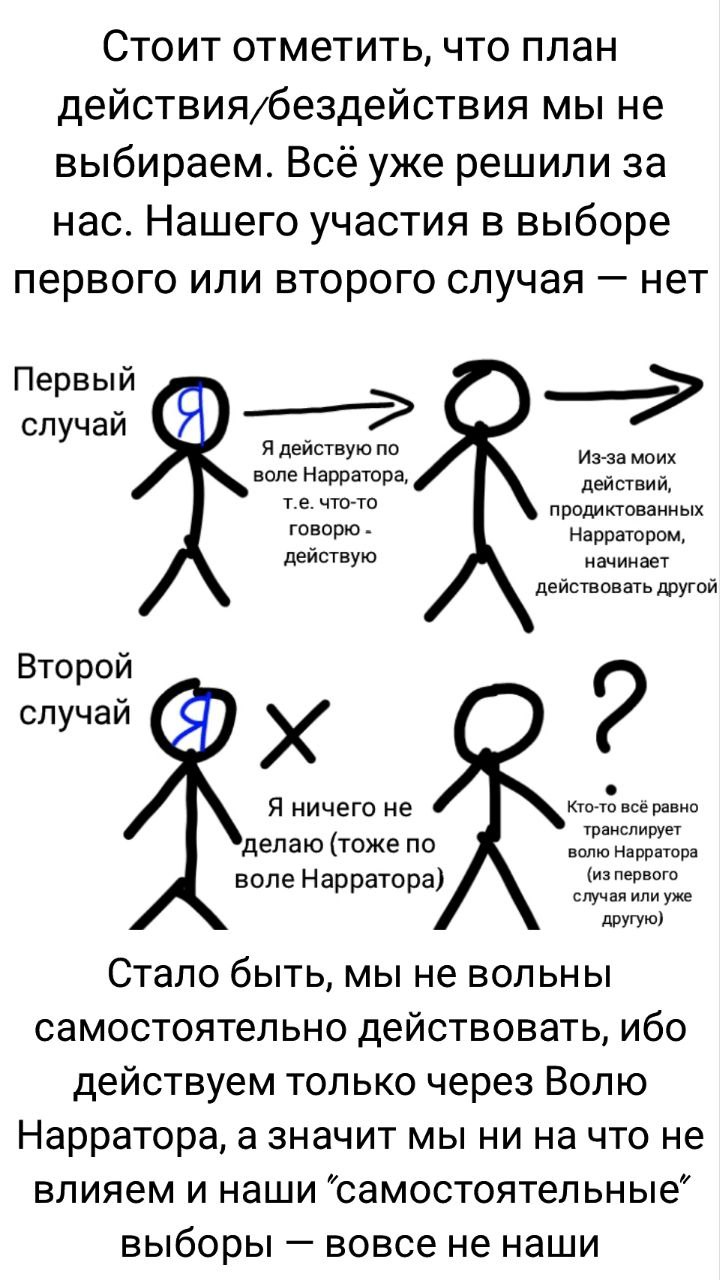 Стоит отметить, что план
действия/бездействия мы не
выбираем. Всё уже решили за
нас. Нашего участия в выборе
первого или второго случая — нет
Первый
случай
Я
Я действую по
воле Нарратора,
т.е. что-то
говорю -
действую
Из-за моих
действий,
продиктованных
Нарратором,
начинает
действовать другой
Второй
случай
Я
Я ничего не
делаю (тоже по
воле Нарратора)
?
Кто-то всё равно
транслирует
волю Нарратора
(из первого
случая или уже
другую)
Стало быть, мы не вольны
самостоятельно действовать, ибо
действуем только через Волю
Нарратора, а значит мы ни на что не
влияем и наши "самостоятельные"
выборы — вовсе не наши